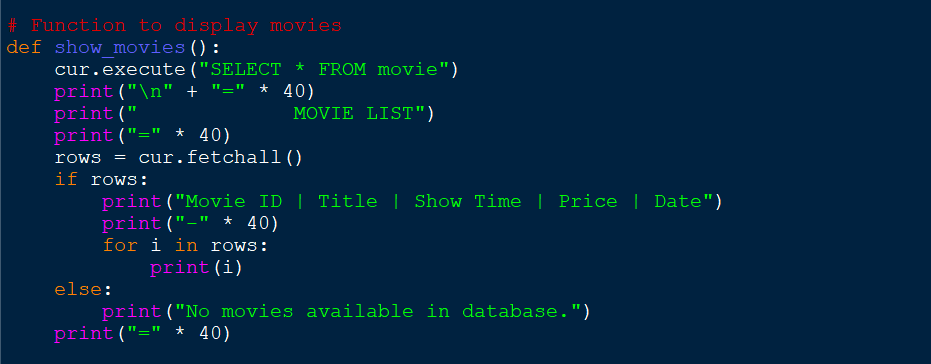 # Function to display movies
def show_movies():
    cur.execute("SELECT * FROM movie")
    print("\n" + "=" * 40)
    print("             MOVIE LIST")
    print("=" * 40)
    rows = cur.fetchall()
    if rows:
        print("Movie ID | Title | Show Time | Price | Date")
        print("-" * 40)
        for i in rows:
            print(i)
    else:
        print("No movies available in database.")
    print("=" * 40)